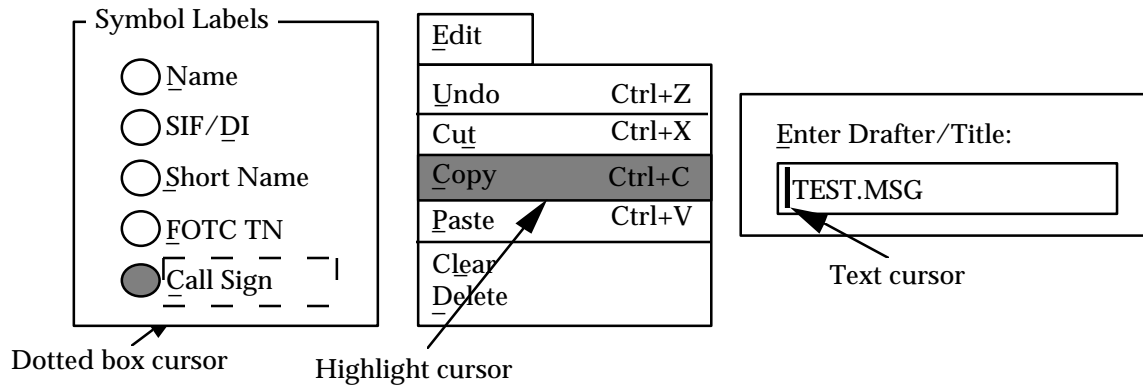 Symbol Labels
Name
SIF/DI
Short Name
FOTC TN
Call Sign
Dotted box cursor
Edit
Undo Ctrl+Z
Cut Ctrl+X
Copy Ctrl+C
Paste Ctrl+V
Clear
Delete
Highlight cursor
Enter Drafter/Title:
TEST.MSG
Text cursor